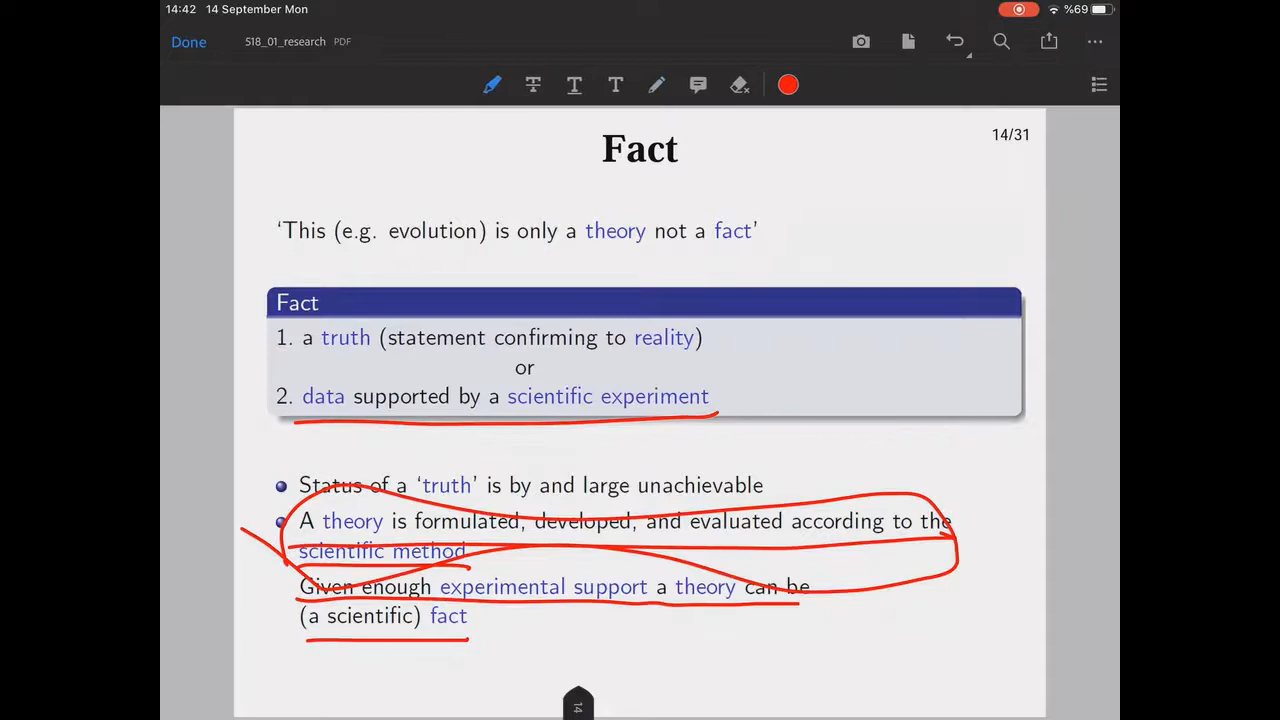 14:42 14 September Mon
%69
Done
518_01_research PDF
T T T
14/31
Fact
‘This (e.g. evolution) is only a theory not a fact’
Fact
1. a truth (statement confirming to reality)
or
2. data supported by a scientific experiment
Status of a ‘truth’ is by and large unachievable
A theory is formulated, developed, and evaluated according to the
scientific method
Given enough experimental support a theory can be
(a scientific) fact
14